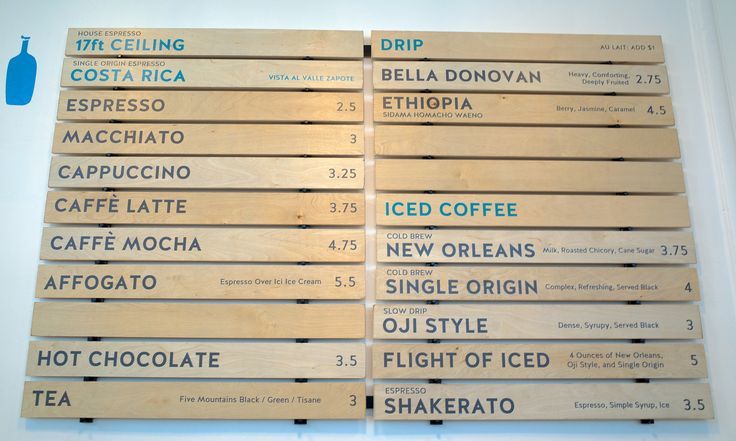 HOUSE ESPRESSO
17ft CEILING
SINGLE ORIGIN ESPRESSO
COSTA RICA VISTA AL VALLE ZAPOTE
ESPRESSO 2.5
MACCHIATO 3
CAPPUCCINO 3.25
CAFFÈ LATTE 3.75
CAFFÈ MOCHA 4.75
AFFOGATO Espresso Over Ici Ice Cream 5.5
HOT CHOCOLATE 3.5
TEA Five Mountains Black / Green / Tisane 3
DRIP AU LAIT: ADD $1
BELLA DONOVAN Heavy, Comforting,
Deeply Fruited 2.75
ETHIOPIA Berry, Jasmine, Caramel 4.5
SIDAMA HOMACHO WAENO
ICED COFFEE
COLD BREW
NEW ORLEANS Milk, Roasted Chicory, Cane Sugar 3.75
COLD BREW
SINGLE ORIGIN Complex, Refreshing, Served Black 4
SLOW DRIP
OJI STYLE Dense, Syrupy, Served Black 3
FLIGHT OF ICED 4 Ounces of New Orleans,
Oji Style, and Single Origin 5
ESPRESSO
SHAKERATO Espresso, Simple Syrup, Ice 3.5